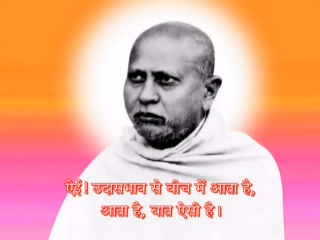 ऐई! उदासभाव से बीच में आता है,
आता है, बात ऐसी है।